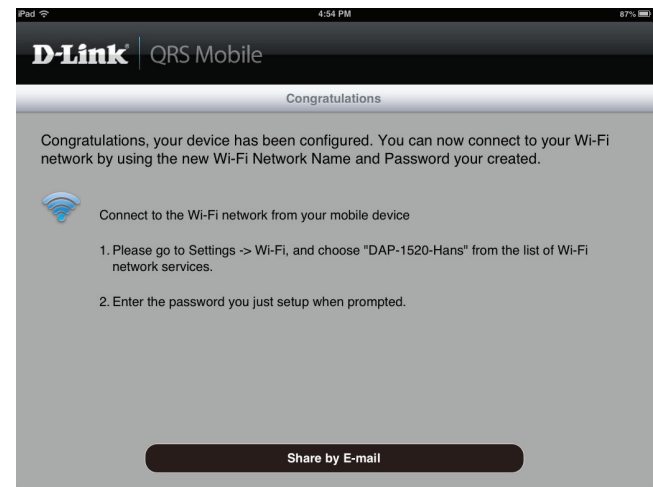 iPad 4:54 PM 87%
D-Link QRS Mobile
Congratulations
Congratulations, your device has been configured. You can now connect to your Wi-Fi
network by using the new Wi-Fi Network Name and Password your created.
Connect to the Wi-Fi network from your mobile device
1. Please go to Settings -> Wi-Fi, and choose "DAP-1520-Hans" from the list of Wi-Fi
network services.
2. Enter the password you just setup when prompted.
Share by E-mail